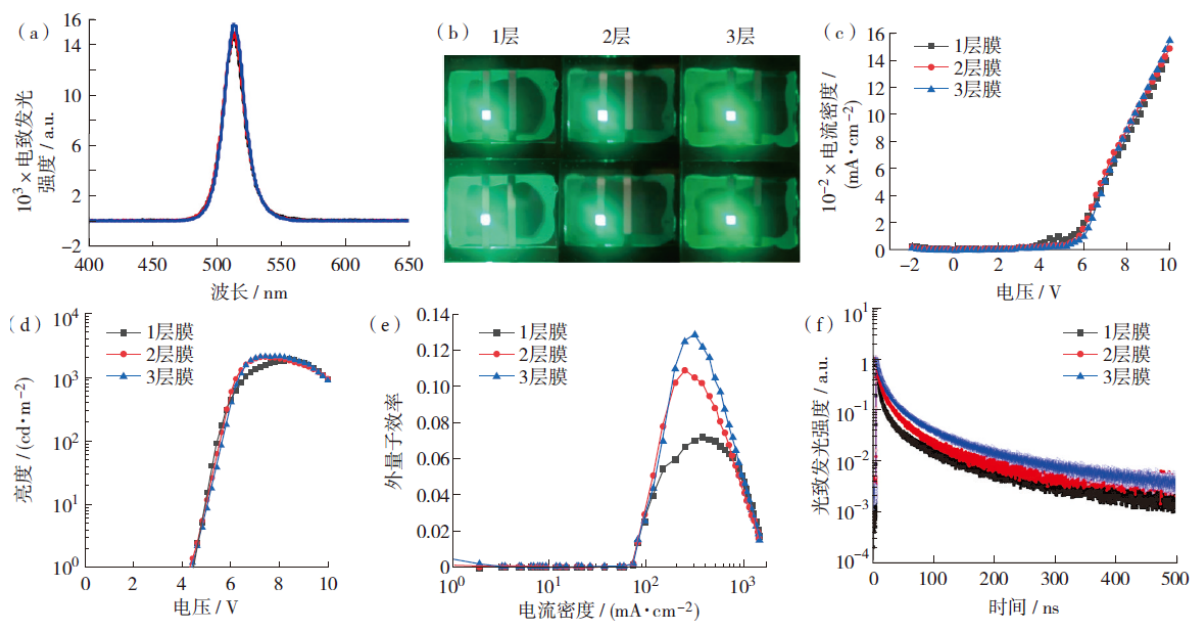 (a)
16
14
12
10
8
6
4
2
-2
10³ × 电致发光
强度 / a.u.
400 450 500 550 600 650
波长 / nm
(b)
1层 2层 3层
(c)
16
14
12
10
8
6
4
2
0
10⁻² × 电流密度 /
(mA·cm⁻²)
1层膜
2层膜
3层膜
-2 0 2 4 6 8 10
电压 / V
(d)
10⁴
10³
10²
10¹
10⁰
亮度 / (cd·m⁻²)
1层膜
2层膜
3层膜
0 2 4 6 8 10
电压 / V
(e)
0.14
0.12
0.10
0.08
0.06
0.04
0.02
0
外量子效率
1层膜
2层膜
3层膜
10⁰ 10¹ 10² 10³
电流密度 / (mA·cm⁻²)
(f)
10¹
1
10⁻¹
10⁻²
10⁻³
10⁻⁴
光致发光强度 / a.u.
1层膜
2层膜
3层膜
0 100 200 300 400 500
时间 / ns